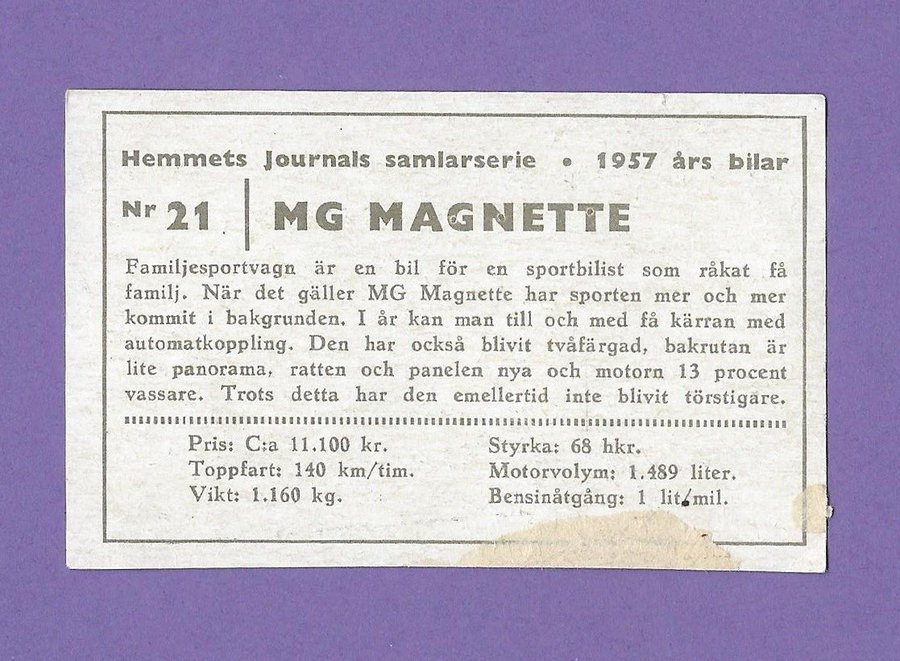 Hemmets Journals samlarserie • 1957 års bilar
Nr 21 | MG MAGNETTE
Familjesportvagn är en bil för en sportbilist som råkat få
familj. När det gäller MG Magnette har sporten mer och mer
kommit i bakgrunden. I år kan man till och med få kärran med
automatkoppling. Den har också blivit tvåfärgad, bakrutan är
lite panorama, ratten och panelen nya och motorn 13 procent
vassare. Trots detta har den emellertid inte blivit törstigare.
Pris: C:a 11.100 kr.
Toppfart: 140 km/tim.
Vikt: 1.160 kg.
Styrka: 68 hkr.
Motorvolym: 1.489 liter.
Bensinåtgång: 1 lit/mil.